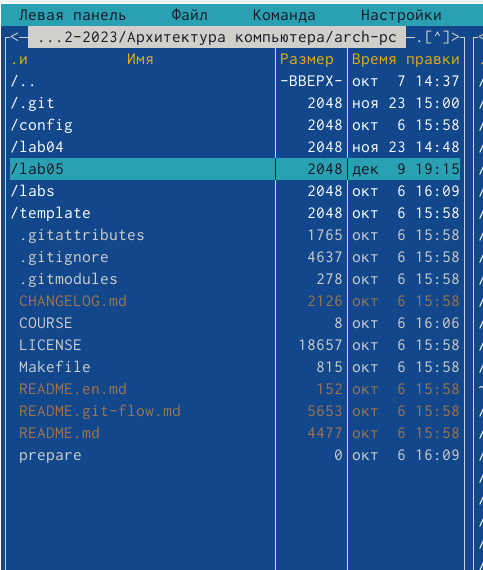 Левая панель Файл Команда Настройки
<─ ...2-2023/Архитектура компьютера/arch-pc ─.[^]>
.и Имя Размер Время правки
/.. -ВВЕРХ- окт 7 14:37
/.git 2048 ноя 23 15:00
/config 2048 окт 6 15:58
/lab04 2048 ноя 23 14:48
/lab05 2048 дек 9 19:15
/labs 2048 окт 6 16:09
/template 2048 окт 6 15:58
.gitattributes 1765 окт 6 15:58
.gitignore 4637 окт 6 15:58
.gitmodules 278 окт 6 15:58
CHANGELOG.md 2126 окт 6 15:58
COURSE 8 окт 6 16:06
LICENSE 18657 окт 6 15:58
Makefile 815 окт 6 15:58
README.en.md 152 окт 6 15:58
README.git-flow.md 5653 окт 6 15:58
README.md 4477 окт 6 15:58
prepare 0 окт 6 16:09